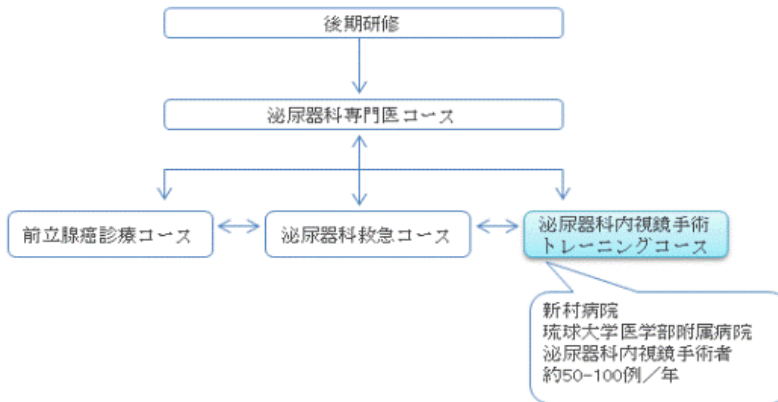 後期研修
泌尿器科専門医コース
前立腺癌診療コース
泌尿器科救急コース
泌尿器科内視鏡手術
トレーニングコース
新村病院
琉球大学医学部附属病院
泌尿器科内視鏡手術者
約50-100例／年